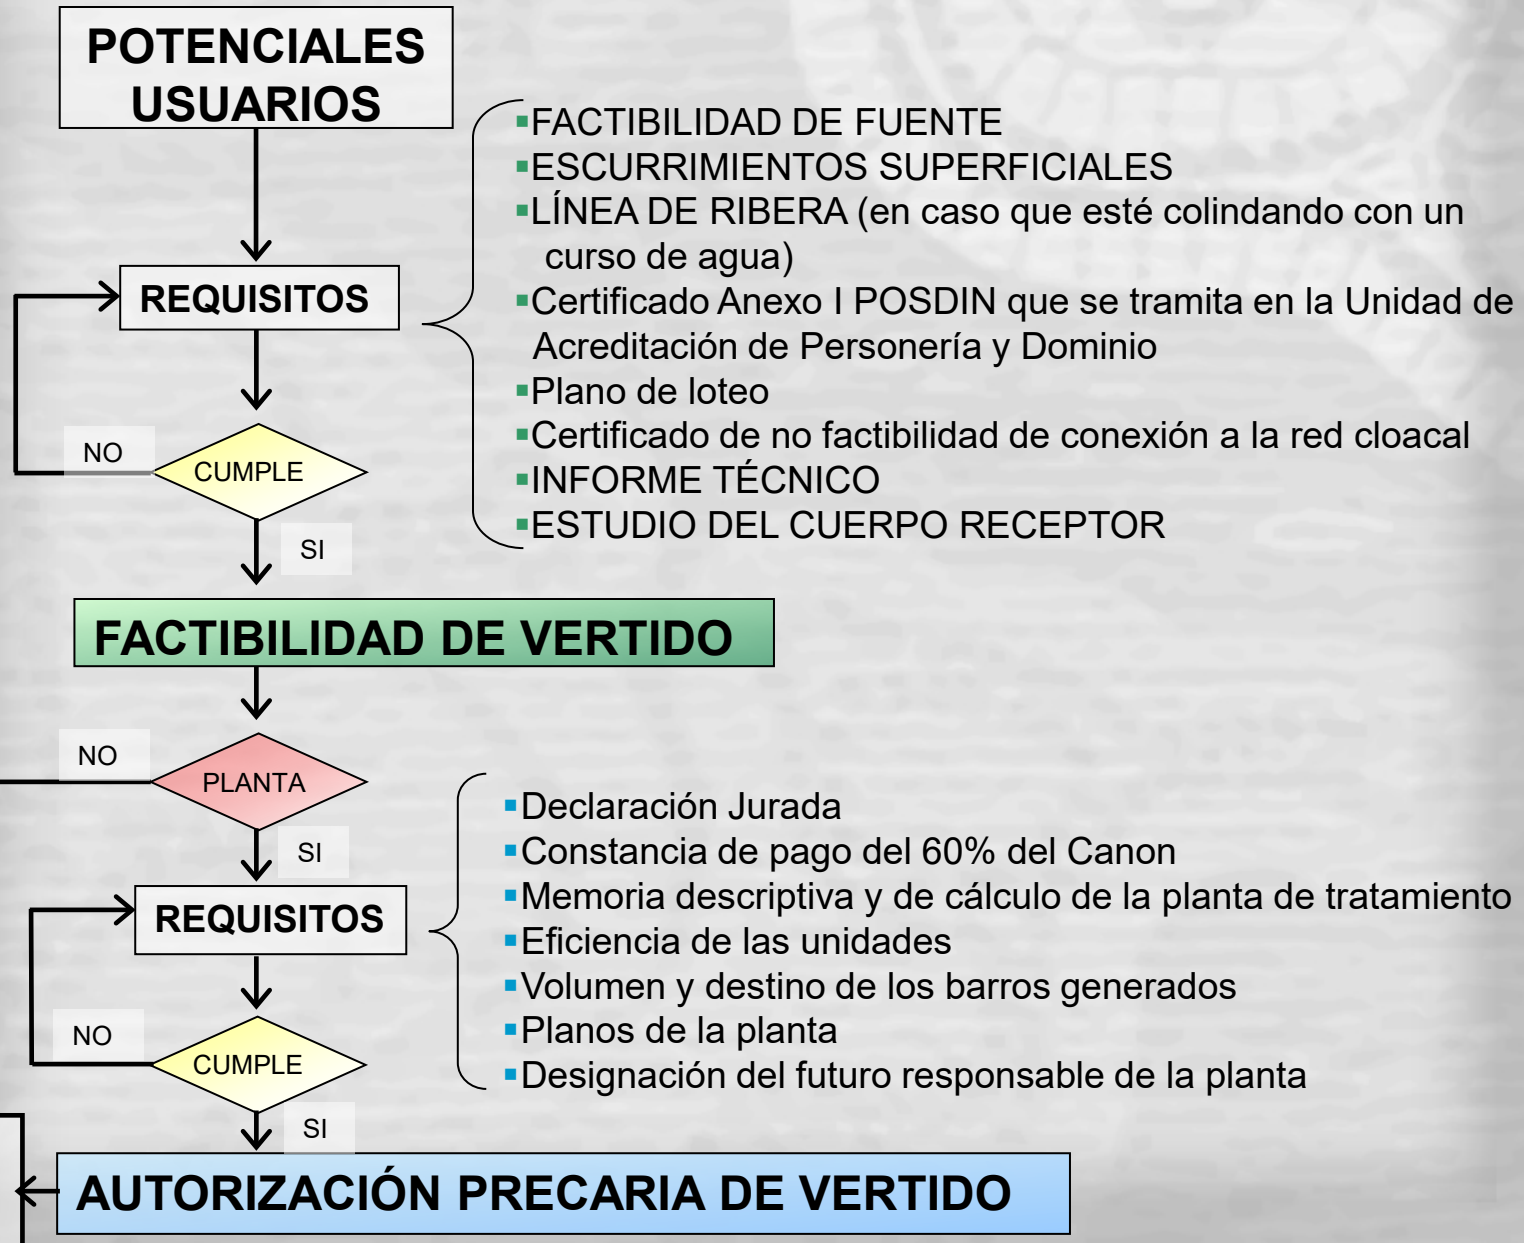 POTENCIALES
USUARIOS
▪FACTIBILIDAD DE FUENTE
▪ESCURRIMIENTOS SUPERFICIALES
▪LÍNEA DE RIBERA (en caso que esté colindando con un
curso de agua)
▪Certificado Anexo I POSDIN que se tramita en la Unidad de
Acreditación de Personería y Dominio
▪Plano de loteo
▪Certificado de no factibilidad de conexión a la red cloacal
▪INFORME TÉCNICO
▪ESTUDIO DEL CUERPO RECEPTOR
REQUISITOS
NO
CUMPLE
SI
FACTIBILIDAD DE VERTIDO
NO
PLANTA
SI
▪Declaración Jurada
▪Constancia de pago del 60% del Canon
▪Memoria descriptiva y de cálculo de la planta de tratamiento
▪Eficiencia de las unidades
▪Volumen y destino de los barros generados
▪Planos de la planta
▪Designación del futuro responsable de la planta
REQUISITOS
NO
CUMPLE
SI
AUTORIZACIÓN PRECARIA DE VERTIDO